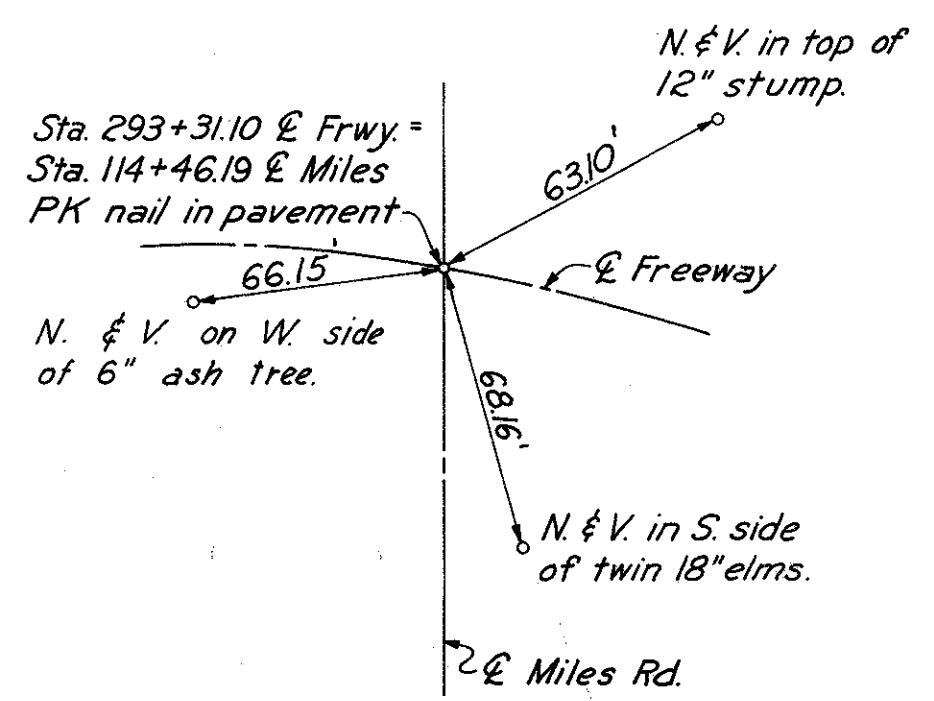 N. & V. in top of
12" stump.
Sta. 293+31.10 ℄ Frwy. =
Sta. 114+46.19 ℄ Miles
PK nail in pavement
63.10'
66.15'
℄ Freeway
N. & V. on W. side
of 6" ash tree.
68.16'
N. & V. in S. side
of twin 18" elms.
℄ Miles Rd.